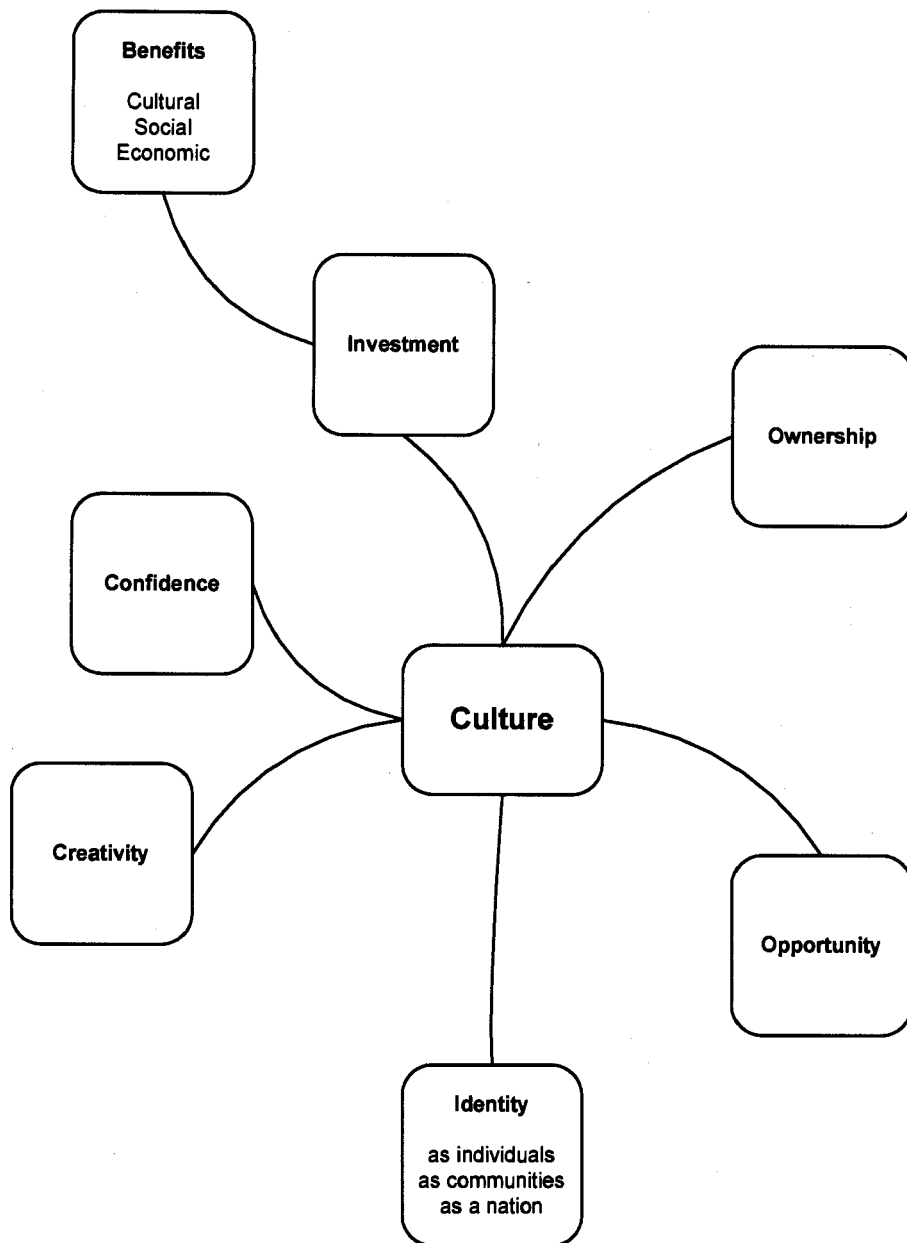 Benefits
Cultural
Social
Economic
Investment
Ownership
Confidence
Culture
Creativity
Opportunity
Identity
as individuals
as communities
as a nation